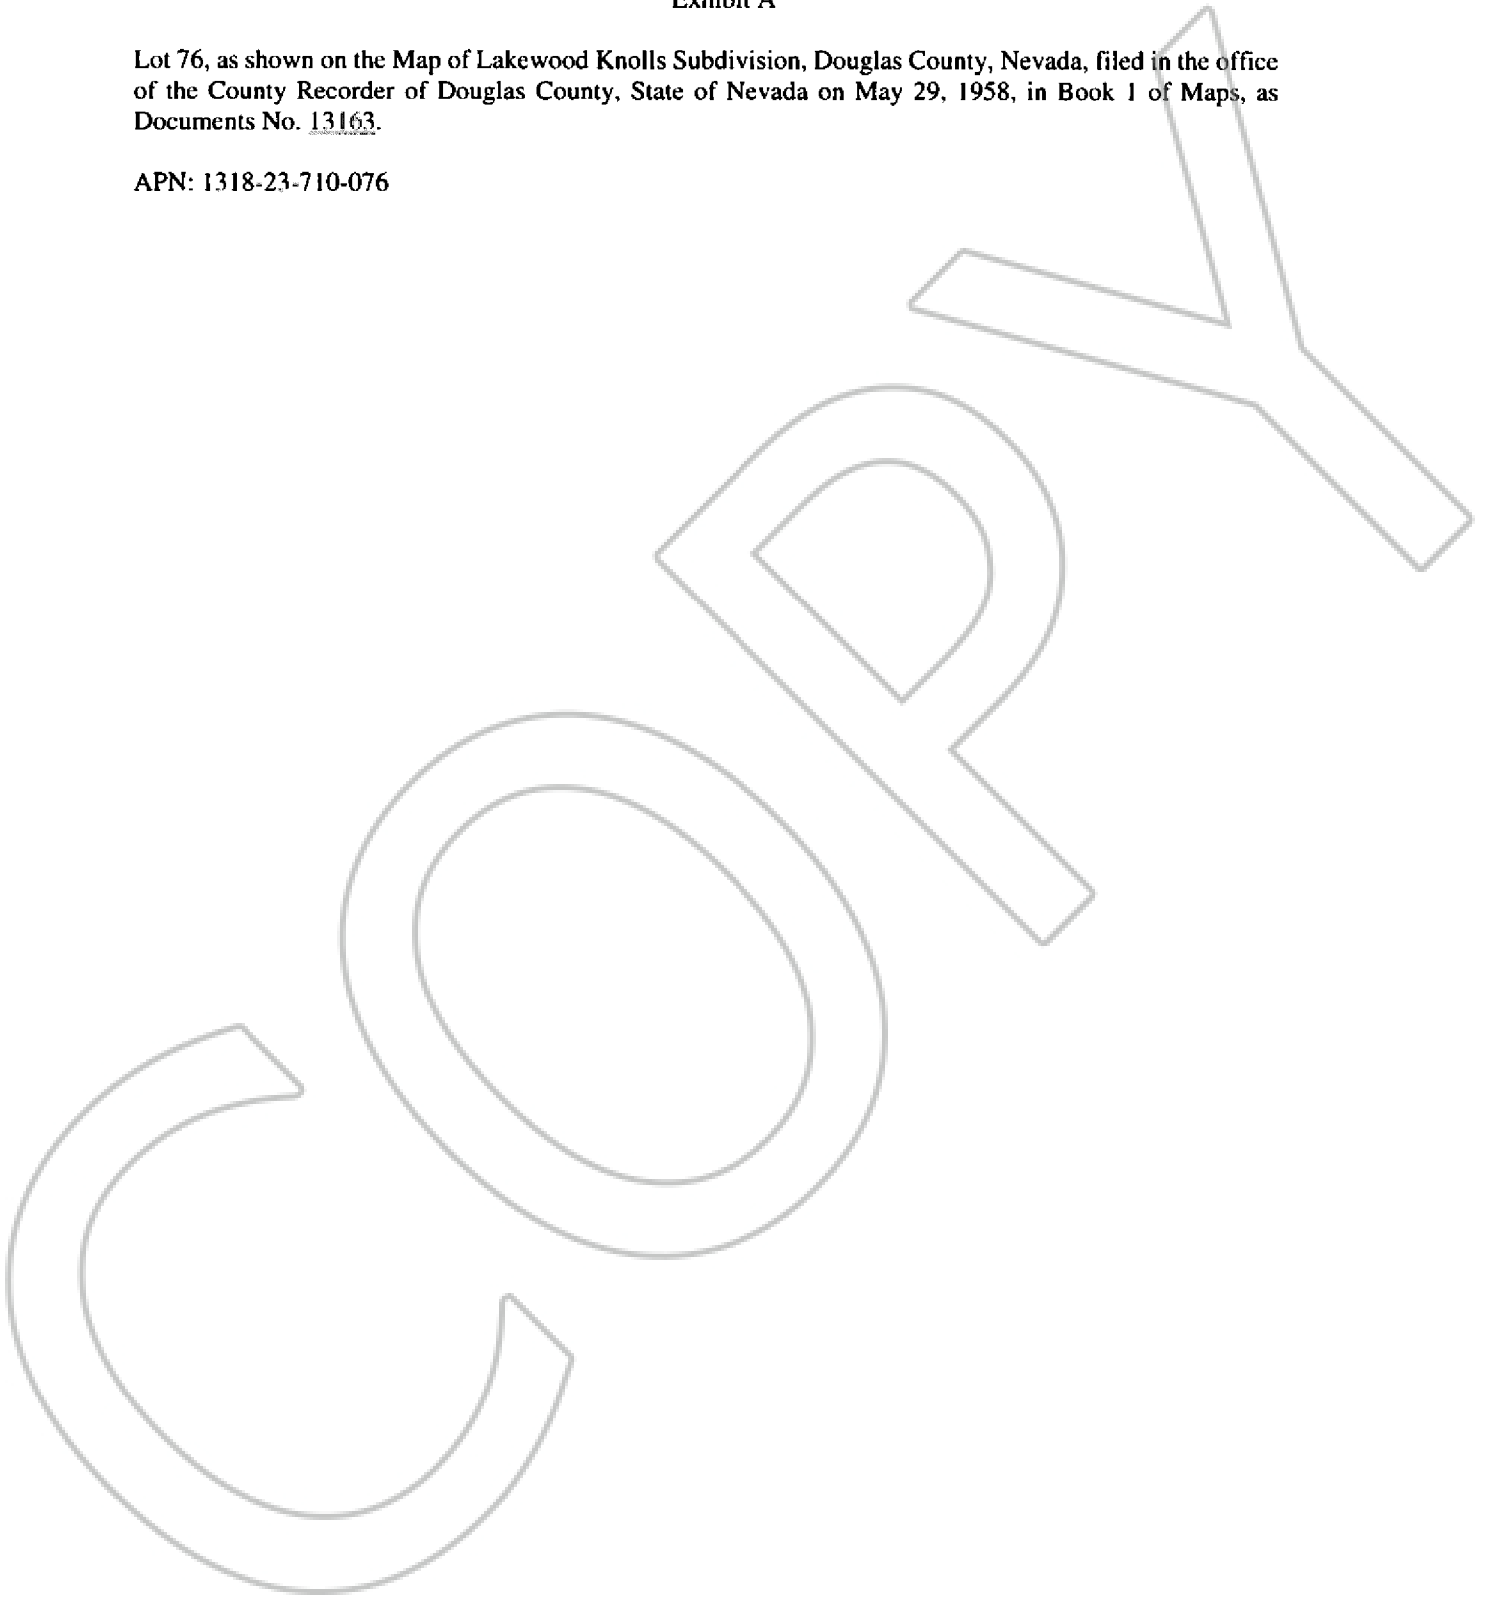 Exhibit A
Lot 76, as shown on the Map of Lakewood Knolls Subdivision, Douglas County, Nevada, filed in the office
of the County Recorder of Douglas County, State of Nevada on May 29, 1958, in Book 1 of Maps, as
Documents No. 13163.
APN: 1318-23-710-076
COPY